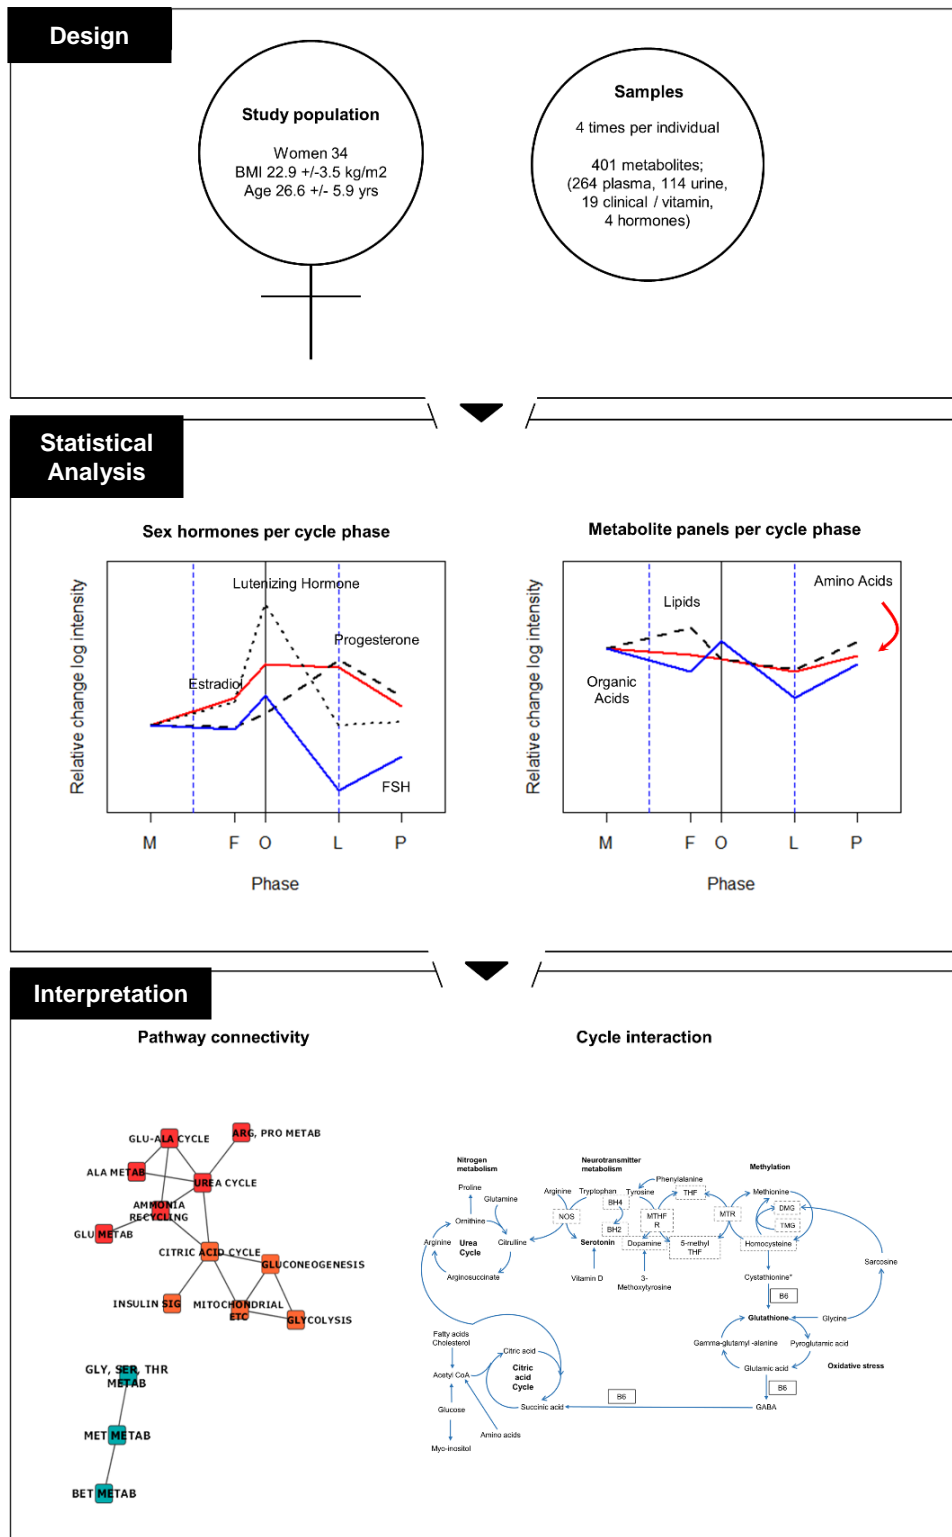 Design
Study population
Women 34
BMI 22.9 +/-3.5 kg/m2
Age 26.6 +/- 5.9 yrs
Samples
4 times per individual
401 metabolites;
(264 plasma, 114 urine,
19 clinical / vitamin,
4 hormones)
Statistical
Analysis
Sex hormones per cycle phase
Relative change log intensity
Lutenizing Hormone
Progesterone
Estradiol
FSH
M F O L P
Phase
Metabolite panels per cycle phase
Relative change log intensity
Amino Acids
Lipids
Organic
Acids
M F O L P
Phase
Interpretation
Pathway connectivity
GLU-ALA CYCLE
ARG, PRO METAB
ALA METAB
UREA CYCLE
AMMONIA
RECYCLING
GLU METAB
CITRIC ACID CYCLE
GLUCONEOGENESIS
INSULIN SIG
MITOCHONDRIAL
ETC
GLYCOLYSIS
GLY, SER, THR
METAB
MET METAB
BET METAB
Cycle interaction
Nitrogen
metabolism
Proline
Glutamine
Ornithine
Arginine
Urea
Cycle
Citrulline
Arginosuccinate
Neurotransmitter
metabolism
Arginine
Tryptophan
Tyrosine
Phenylalanine
BH4
NOS
BH2
THF
MTHF
R
MTR
Serotonin
Dopamine
5-methyl
THF
Vitamin D
3-
Methoxytyrosine
Methylation
Methionine
DMG
TMG
Homocysteine
Sarcosine
Cystathionine*
B6
Glutathione
Glycine
Gamma-glutamyl -alanine
Pyroglutamic acid
Glutamic acid
Oxidative stress
B6
GABA
Fatty acids
Cholesterol
Citric acid
Acetyl CoA
Citric
acid
Cycle
Succinic acid
B6
Glucose
Amino acids
Myo-inositol